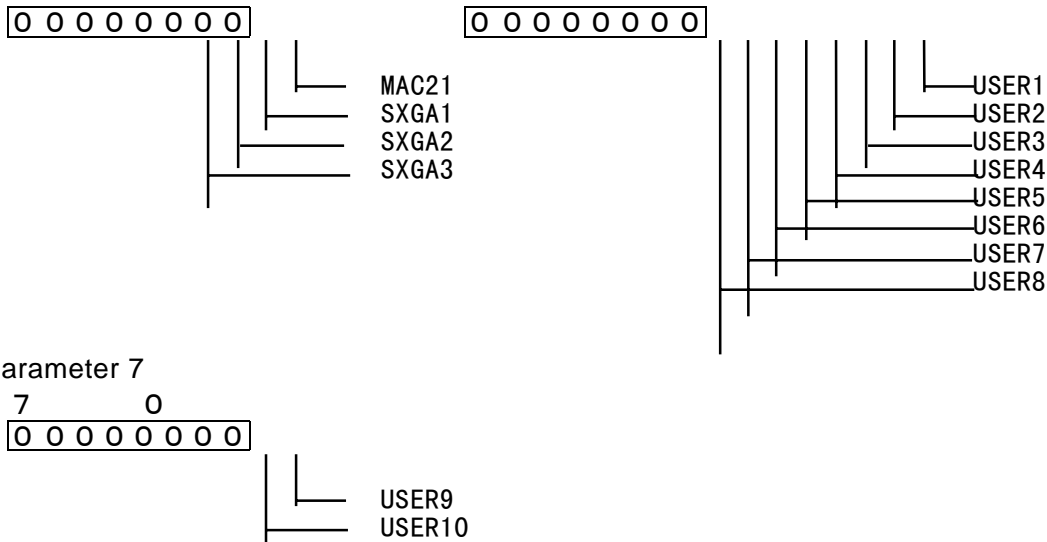 0 0 0 0 0 0 0 0
MAC21
SXGA1
SXGA2
SXGA3
0 0 0 0 0 0 0 0
USER1
USER2
USER3
USER4
USER5
USER6
USER7
USER8
arameter 7
7 0
0 0 0 0 0 0 0 0
USER9
USER10